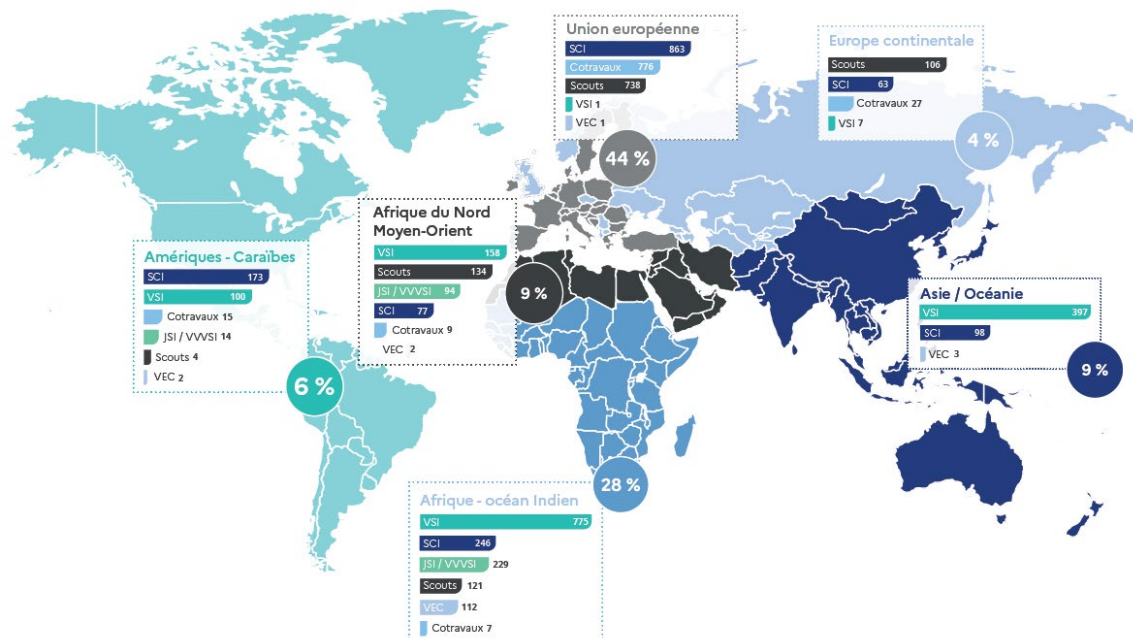 Union européenne
SCI 863
Cotravaux 776
Scouts 738
VSI 1
VEC 1
44 %
Europe continentale
Scouts 106
SCI 63
Cotravaux 27
VSI 7
4 %
Afrique du Nord
Moyen-Orient
VSI 158
Scouts 134
JSI / VVVSI 94
SCI 77
Cotravaux 9
VEC 2
9 %
Amériques - Caraïbes
SCI 173
VSI 100
Cotravaux 15
JSI / VVVSI 14
Scouts 4
VEC 2
6 %
Asie / Océanie
VSI 397
SCI 98
VEC 3
9 %
Afrique - océan Indien
VSI 775
SCI 246
JSI / VVVSI 229
Scouts 121
VEC 112
Cotravaux 7
28 %